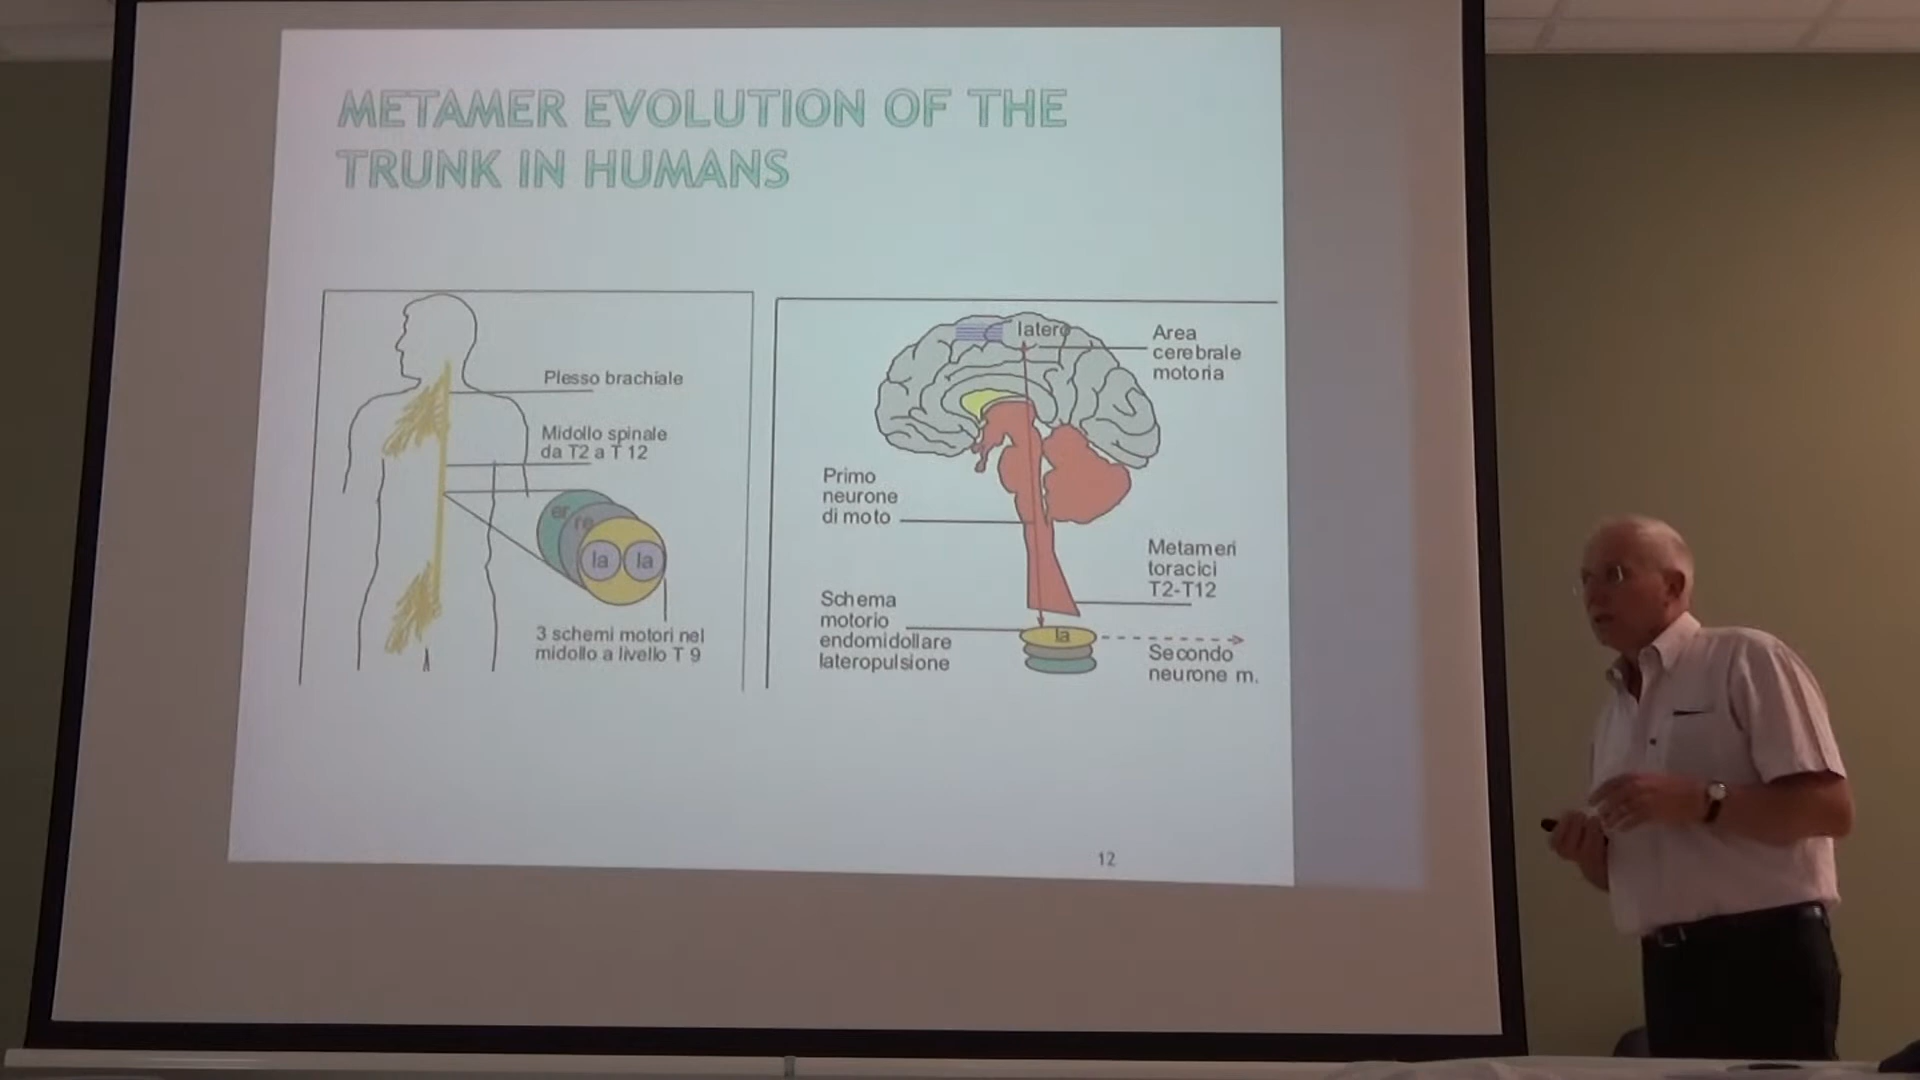 METAMER EVOLUTION OF THE
TRUNK IN HUMANS
Plesso brachiale
Midollo spinale
da T2 a T 12
er
re
la
la
3 schemi motori nel
midollo a livello T 9
latero
Area
cerebrale
motoria
Primo
neurone
di moto
Metameri
toracici
T2-T12
Schema
motorio
endomidollare
lateropulsione
la
Secondo
neurone m.
12